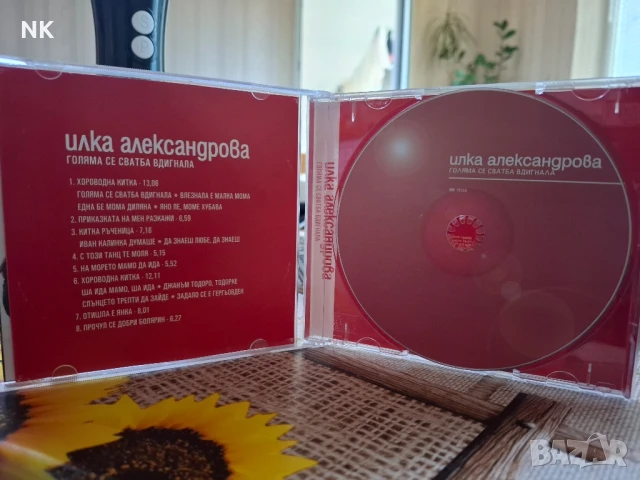 NK
илка александрова
ГОЛЯМА СЕ СВАТБА ВДИГНАЛА
1. ХОРОВОДНА КИТКА - 13,06
ГОЛЯМА СЕ СВАТБА ВДИГНАЛА • ВЛЕЗНАЛА Е МАЛКА МОМА
ЕДНА БЕ МОМА ДИЛЯНА • ЯНО ЛЕ, МОМЕ ХУБАВА
2. ПРИКАЗКАТА НА МЕН РАЗКАЖИ - 6,59
3. КИТКА РЪЧЕНИЦА - 7,16
ИВАН КАЛИНКА ДУМАШЕ • ДА ЗНАЕШ ЛЮБЕ, ДА ЗНАЕШ
4. С ТОЗИ ТАНЦ ТЕ МОЛЯ - 5,15
5. НА МОРЕТО МАМО ДА ИДА - 5,52
6. ХОРОВОДНА КИТКА - 12,11
ША ИДА МАМО, ША ИДА • ДЖАНЪМ ТОДОРО, ТОДОРКЕ
СЛЪНЦЕТО ТРЕПТИ ДА ЗАЙДЕ • ЗАДАЛО СЕ Е ГЕРГЬОВДЕН
7. ОТИШЛА Е ЯНКА - 8,01
8. ПРОЧУЛ СЕ ДОБРИ БОЛЯРИН - 6,27
илка александрова
ГОЛЯМА СЕ СВАТБА ВДИГНАЛА
илка александрова
ГОЛЯМА СЕ СВАТБА ВДИГНАЛА
BAZAR